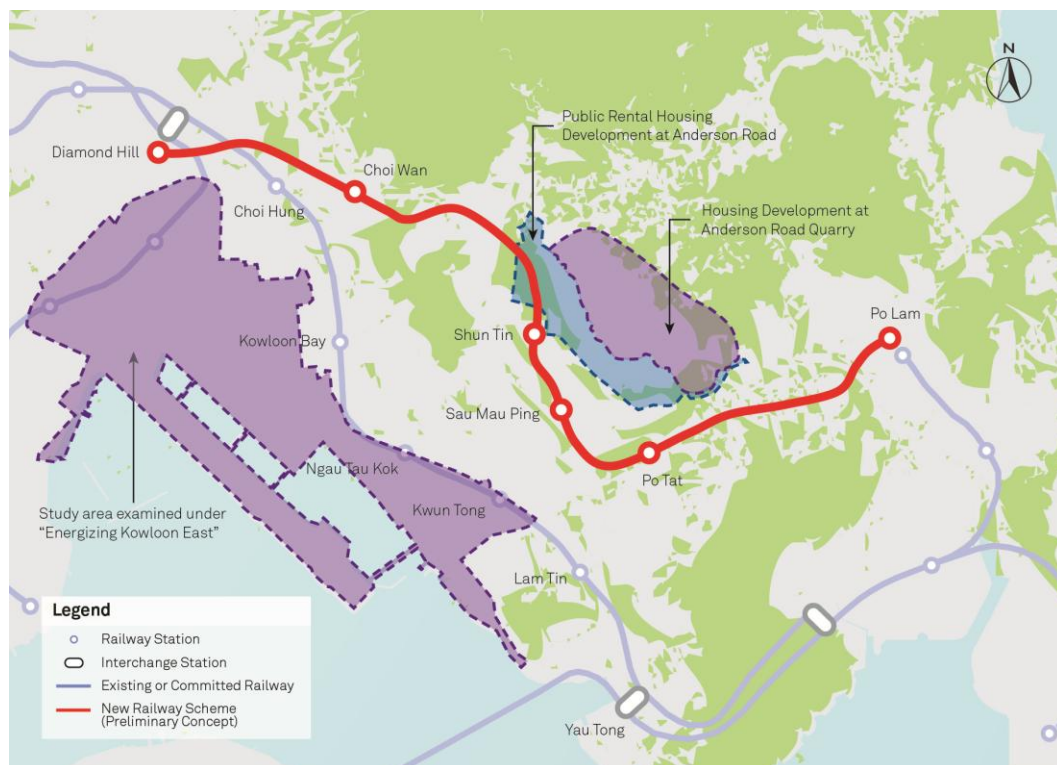 N
Public Rental Housing
Development at Anderson Road
Diamond Hill
Choi Wan
Choi Hung
Housing Development at
Anderson Road Quarry
Po Lam
Shun Tin
Kowloon Bay
Sau Mau Ping
Ngau Tau Kok
Po Tat
Kwun Tong
Study area examined under
“Energizing Kowloon East”
Lam Tin
Yau Tong
Legend
Railway Station
Interchange Station
Existing or Committed Railway
New Railway Scheme
(Preliminary Concept)